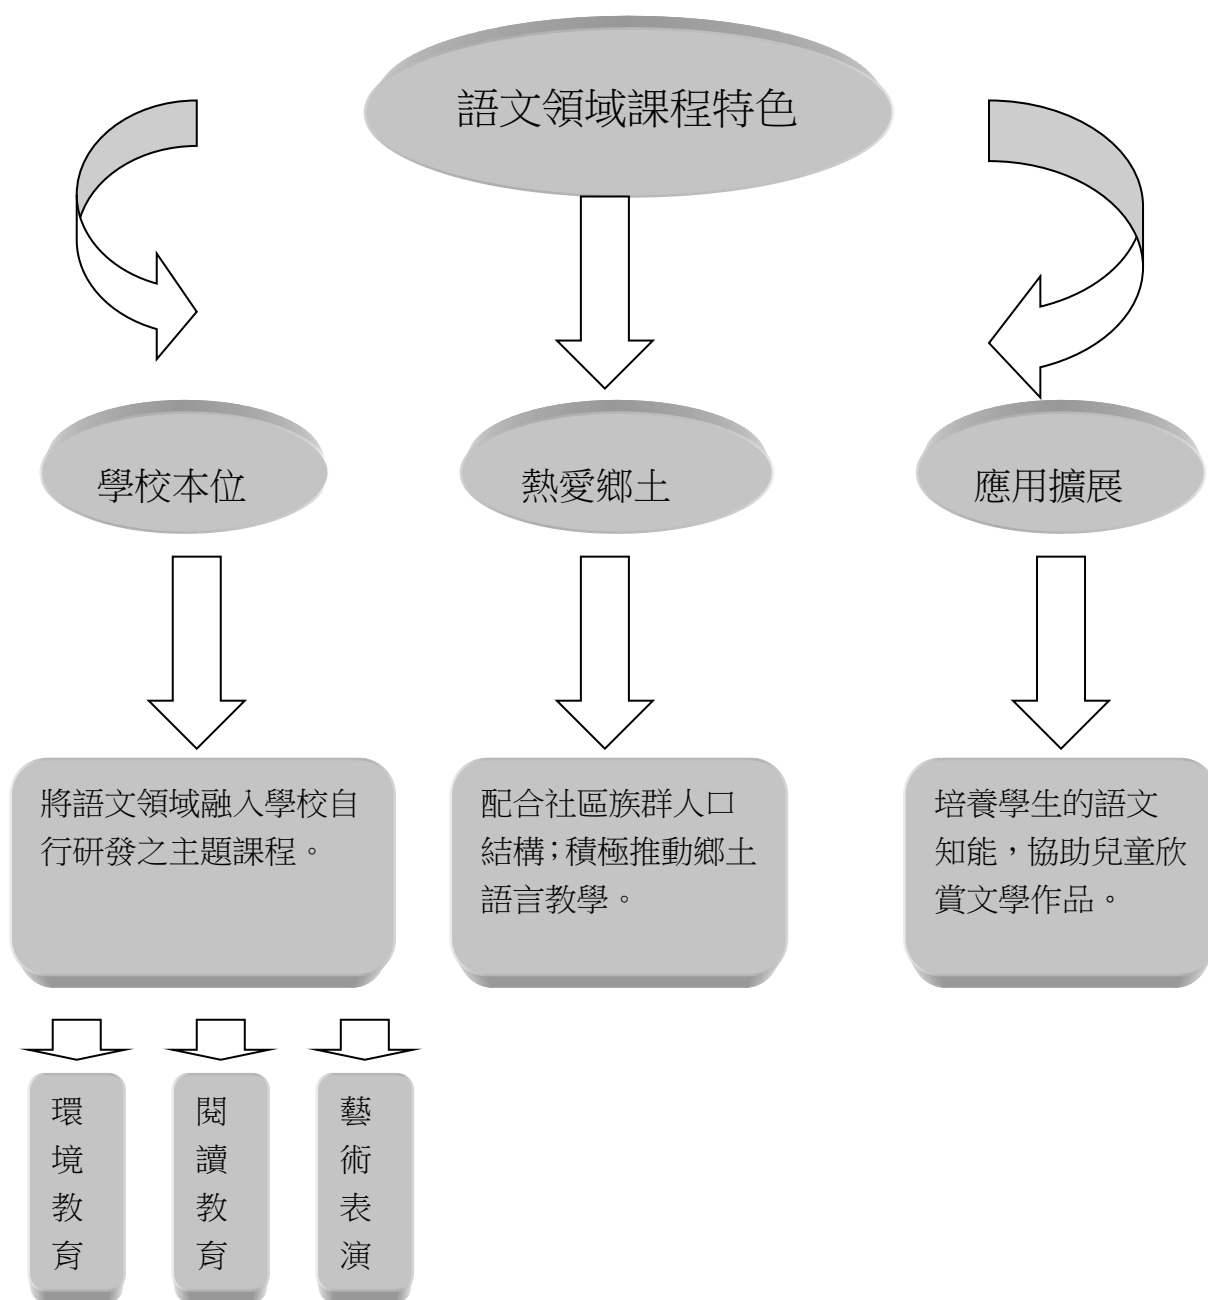 語文領域課程特色
學校本位
熱愛鄉土
應用擴展
將語文領域融入學校自
行研發之主題課程。
配合社區族群人口
結構;積極推動鄉土
語言教學。
培養學生的語文
知能,協助兒童欣
賞文學作品。
環境教育
閱讀教育
藝術表演